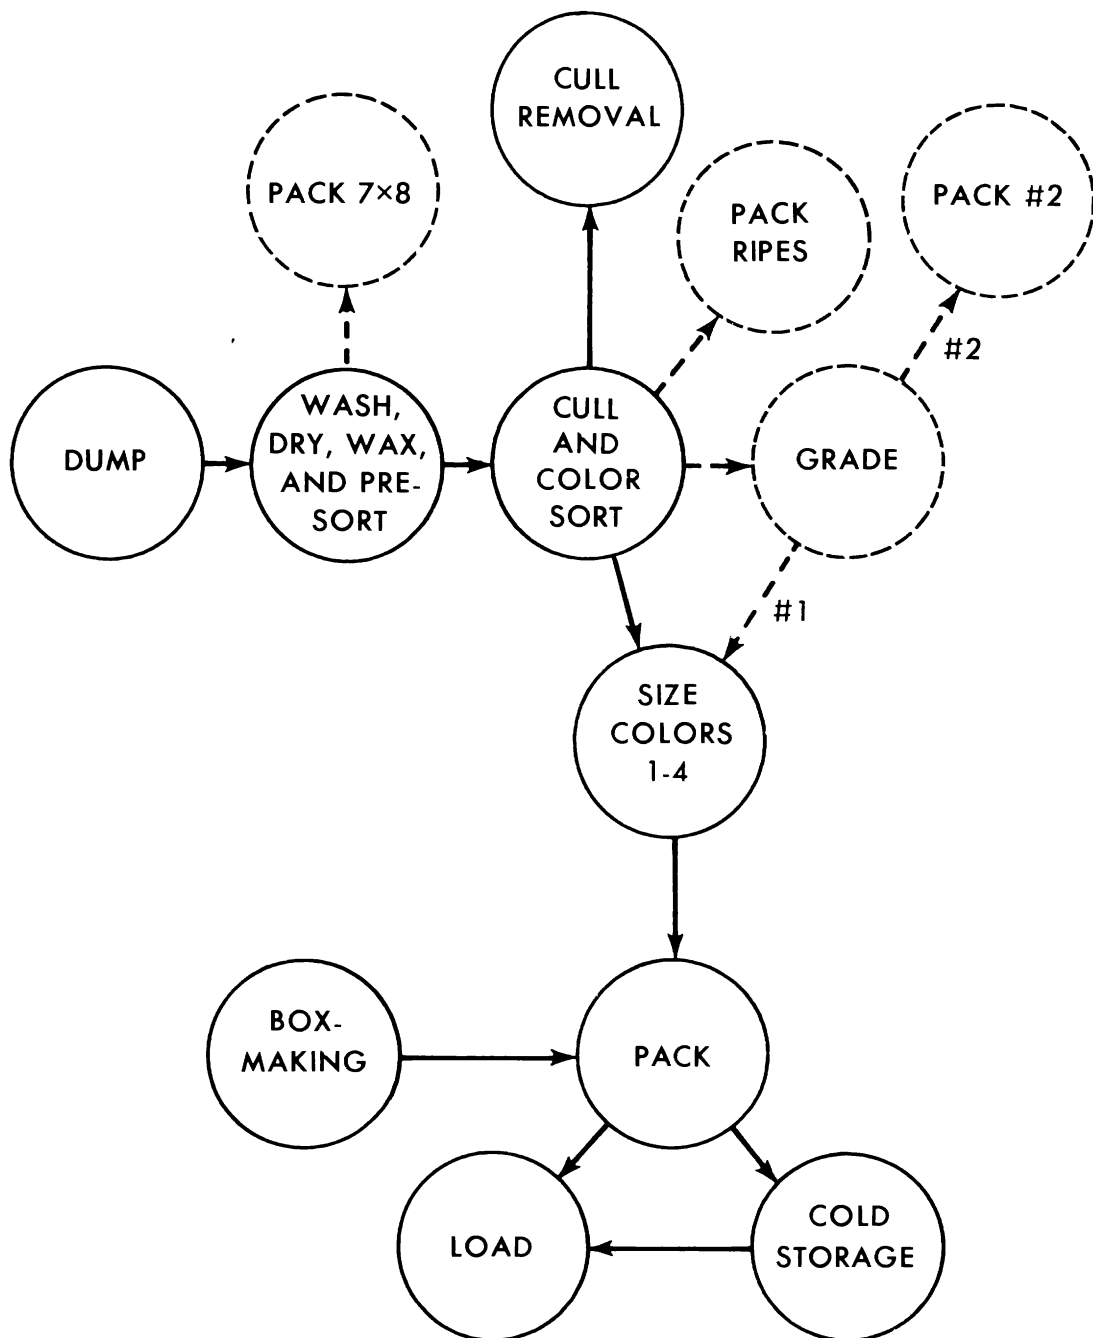 CULL
REMOVAL
PACK 7×8
PACK
RIPES
PACK #2
#2
DUMP
WASH,
DRY, WAX,
AND PRE-
SORT
CULL
AND
COLOR
SORT
GRADE
#1
SIZE
COLORS
1-4
BOX-
MAKING
PACK
LOAD
COLD
STORAGE